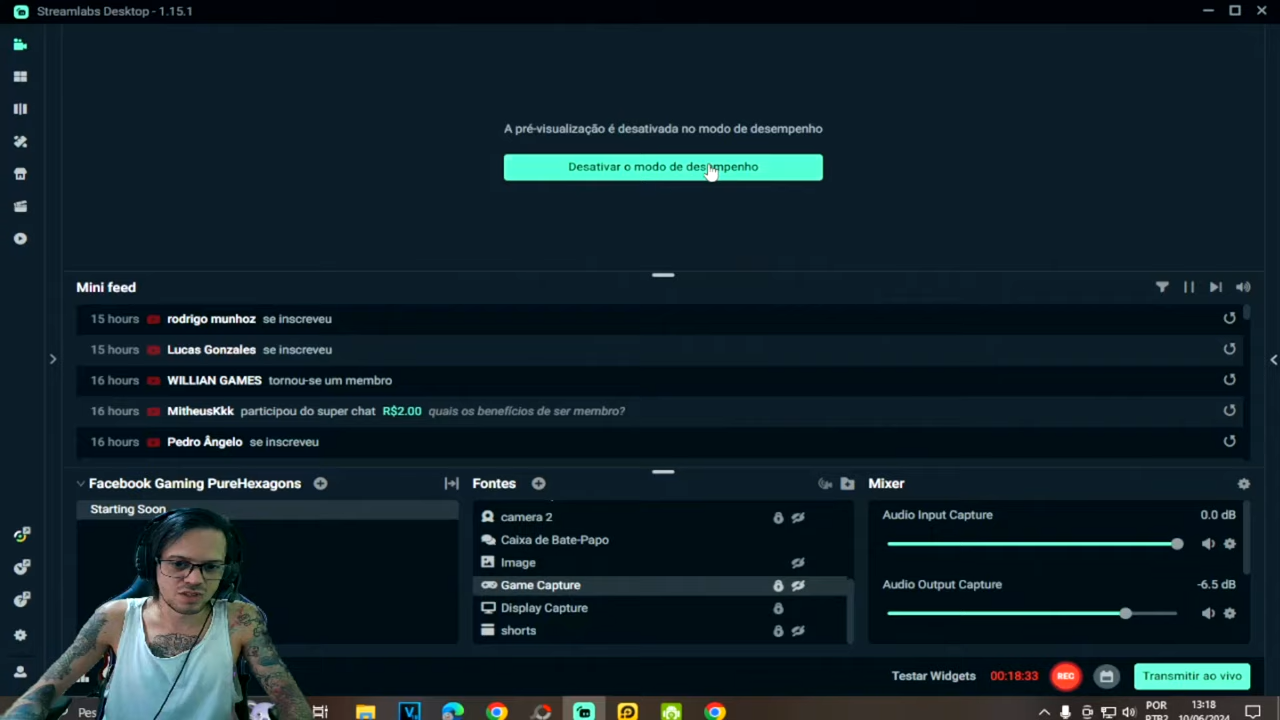 Streamlabs Desktop - 1.15.1
A pré-visualização é desativada no modo de desempenho
Desativar o modo de desempenho
Mini feed
15 hours rodrigo munhoz se inscreveu
15 hours Lucas Gonzales se inscreveu
16 hours WILLIAN GAMES tornou-se um membro
16 hours MitheusKkk participou do super chat R$2.00 quais os benefícios de ser membro?
16 hours Pedro Ângelo se inscreveu
Facebook Gaming PureHexagons
Starting Soon
Fontes
camera 2
Caixa de Bate-Papo
Image
Game Capture
Display Capture
shorts
Mixer
Audio Input Capture 0.0 dB
Audio Output Capture -6.5 dB
Testar Widgets 00:18:33 REC Transmitir ao vivo
Pes
POR 13:18
PTB2 10/06/2024